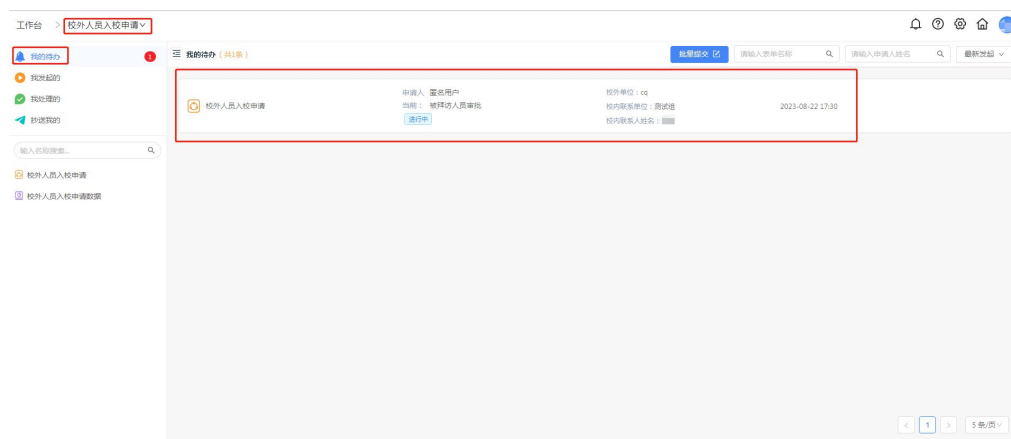 工作台 > 校外人员入校申请
我的待办 1
我发起的
我处理的
抄送我的
输入名称搜索...
校外人员入校申请
校外人员入校申请数据
我的待办（共1条）
批量提交
请输入表单名称
请输入申请人姓名
最新发起
校外人员入校申请
申请人 匿名用户
当前： 被拜访人员审批
进行中
校外单位：cq
校内联系单位：测试组
校内联系人姓名：
2023-08-22 17:30
< 1 > 5 条/页